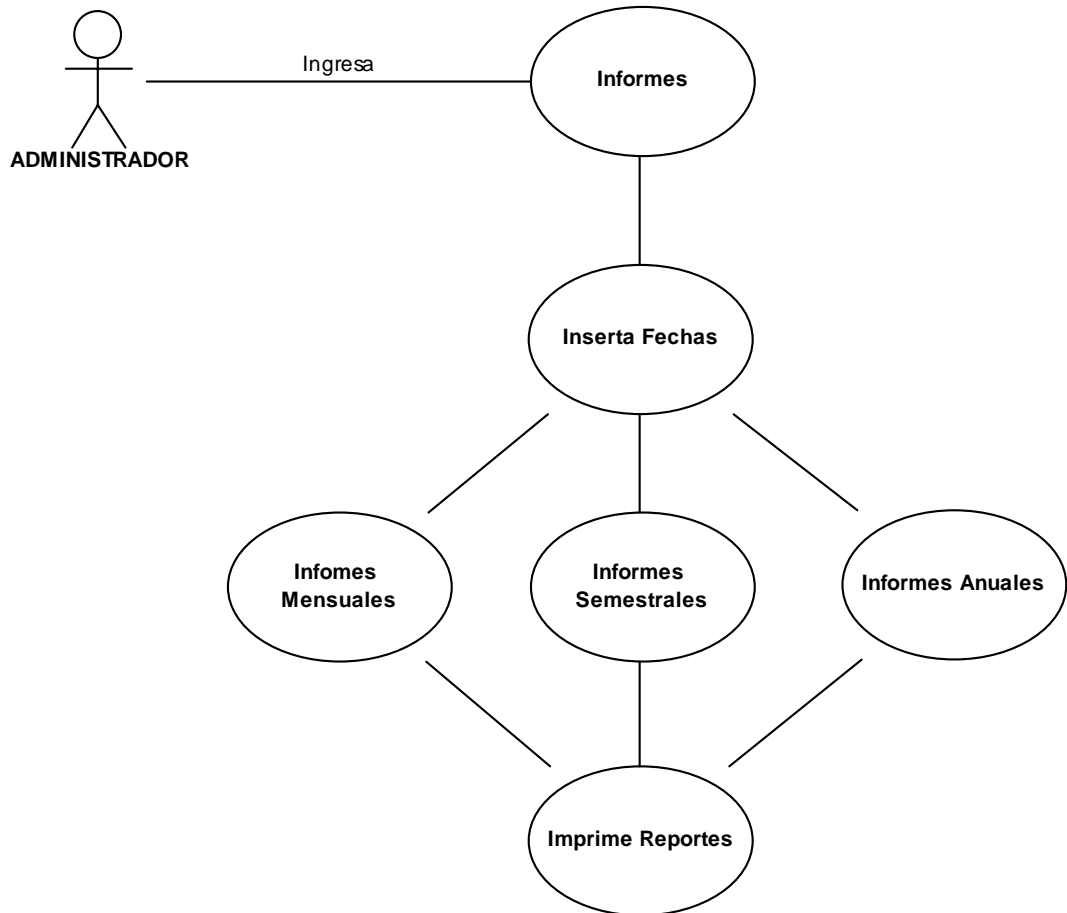 Ingresa
Informes
ADMINISTRADOR
Inserta Fechas
Infomes
Mensuales
Informes
Semestrales
Informes Anuales
Imprime Reportes